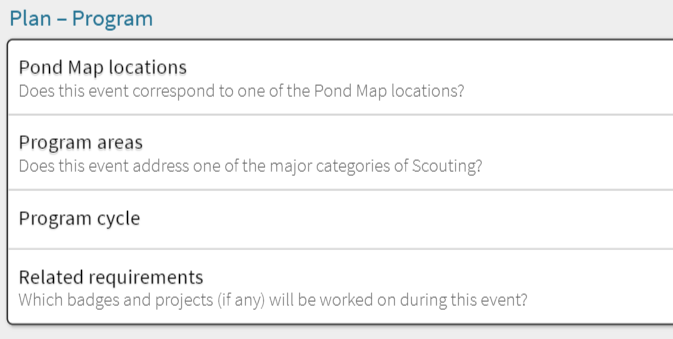 Plan – Program
Pond Map locations
Does this event correspond to one of the Pond Map locations?
Program areas
Does this event address one of the major categories of Scouting?
Program cycle
Related requirements
Which badges and projects (if any) will be worked on during this event?